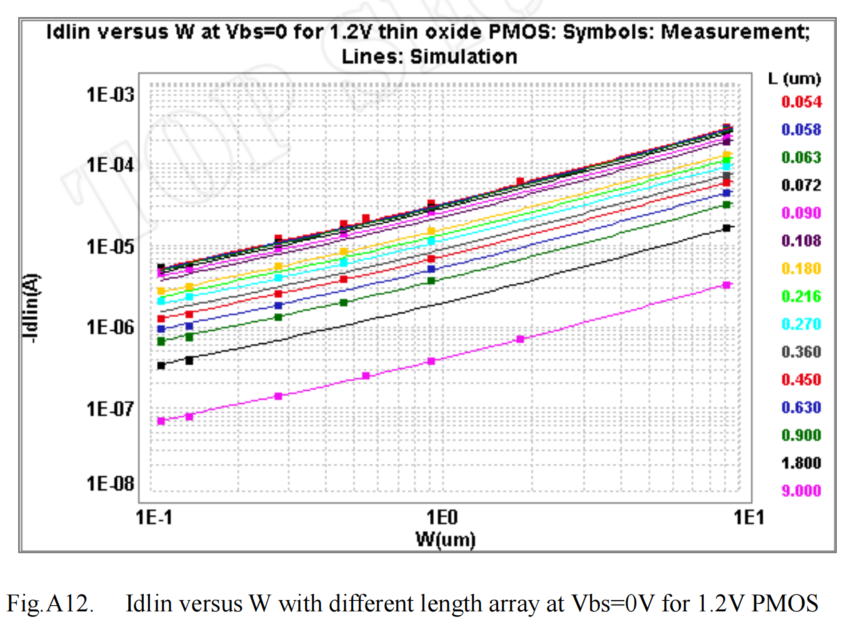 Idlin versus W at Vbs=0 for 1.2V thin oxide PMOS: Symbols: Measurement;
Lines: Simulation
L (um)
0.054
0.058
0.063
0.072
0.090
0.108
0.180
0.216
0.270
0.360
0.450
0.630
0.900
1.800
9.000
1E-03
1E-04
1E-05
1E-06
1E-07
1E-08
-Idlin(A)
1E-1
1E0
1E1
W(um)
Fig.A12. Idlin versus W with different length array at Vbs=0V for 1.2V PMOS